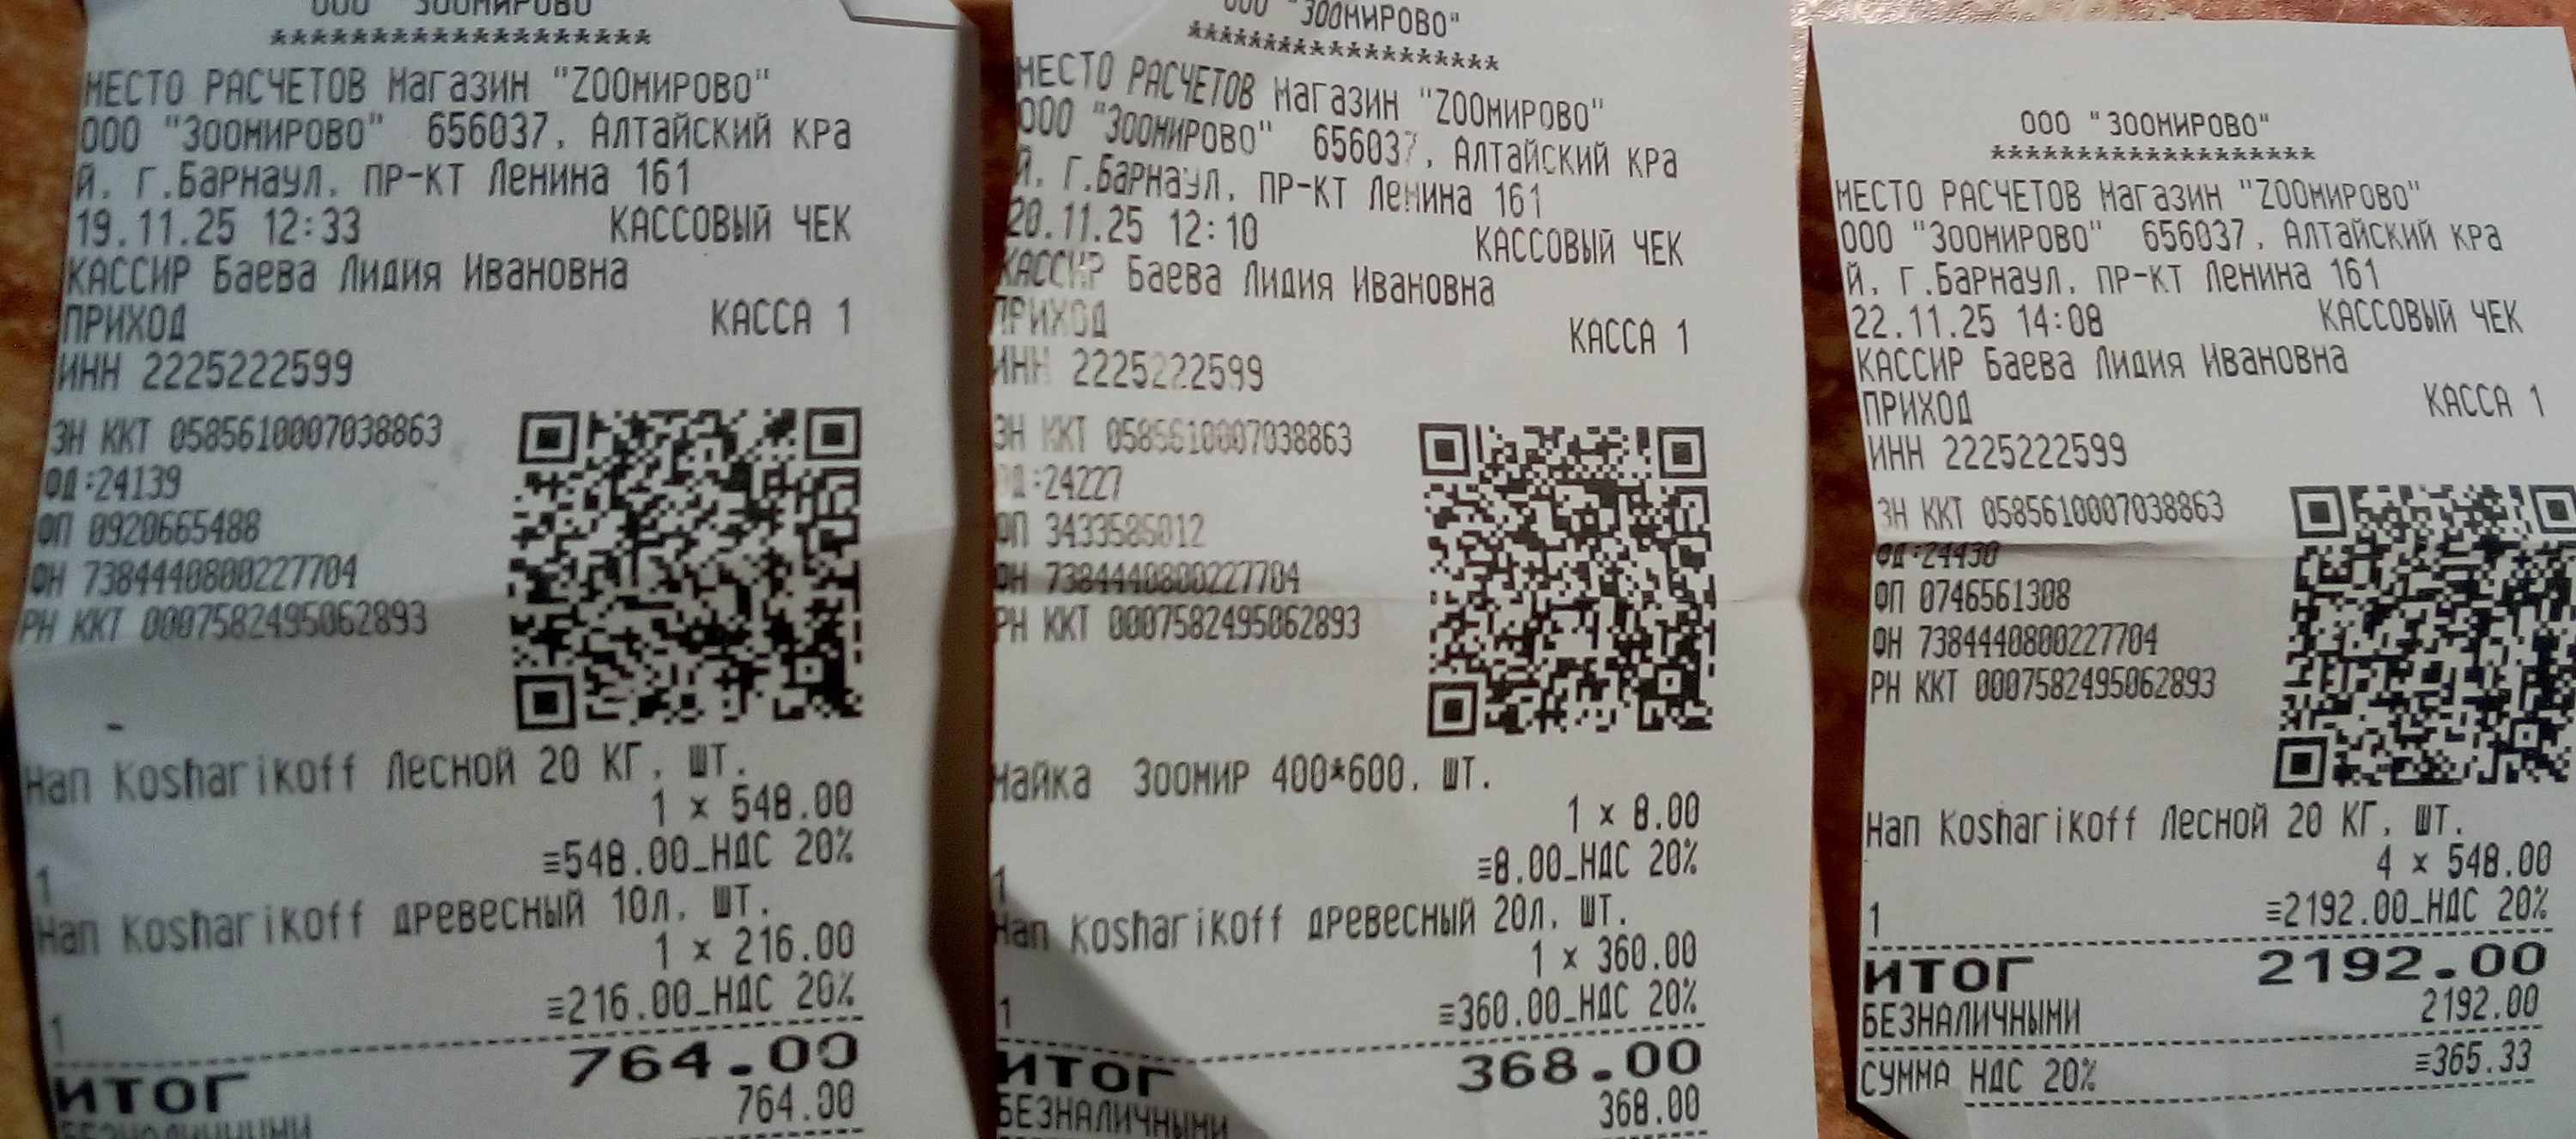 ООО "ЗООМИРОВО"
*******************
МЕСТО РАСЧЕТОВ Магазин "ZООМИРОВО"
ООО "ЗООМИРОВО" 656037, Алтайский кра
й, г.Барнаул, пр-кт Ленина 161
19.11.25 12:33 КАССОВЫЙ ЧЕК
КАССИР Баева Лидия Ивановна
ПРИХОД КАССА 1
ИНН 2225222599
ЗН ККТ 0585610007038863
ФД:24139
ФП 0920665488
ФН 7384440800227704
РН ККТ 0007582495062893
Нап Kosharikoff Лесной 20 КГ, шт.
1 x 548.00
1 ≡548.00_НДС 20%
Нап Kosharikoff древесный 10л, шт.
1 x 216.00
1 ≡216.00_НДС 20%
ИТОГ 764.00
БЕЗНАЛИЧНЫМИ 764.00
ООО "ЗООМИРОВО"
*******************
МЕСТО РАСЧЕТОВ Магазин "ZООМИРОВО"
ООО "ЗООМИРОВО" 656037, Алтайский кра
й, г.Барнаул, пр-кт Ленина 161
20.11.25 12:10 КАССОВЫЙ ЧЕК
КАССИР Баева Лидия Ивановна
ПРИХОД КАССА 1
ИНН 2225222599
ЗН ККТ 0585610007038863
ФД:24227
ФП 3433585012
ФН 7384440800227704
РН ККТ 0007582495062893
Майка ЗООМИР 400*600, шт.
1 x 8.00
1 ≡8.00_НДС 20%
Нап Kosharikoff древесный 20л, шт.
1 x 360.00
1 ≡360.00_НДС 20%
ИТОГ 368.00
БЕЗНАЛИЧНЫМИ 368.00
ООО "ЗООМИРОВО"
*******************
МЕСТО РАСЧЕТОВ Магазин "ZООМИРОВО"
ООО "ЗООМИРОВО" 656037, Алтайский кра
й, г.Барнаул, пр-кт Ленина 161
22.11.25 14:08 КАССОВЫЙ ЧЕК
КАССИР Баева Лидия Ивановна
ПРИХОД КАССА 1
ИНН 2225222599
ЗН ККТ 0585610007038863
ФД:24430
ФП 0746561308
ФН 7384440800227704
РН ККТ 0007582495062893
Нап Kosharikoff Лесной 20 КГ, шт.
4 x 548.00
1 ≡2192.00_НДС 20%
ИТОГ 2192.00
БЕЗНАЛИЧНЫМИ 2192.00
СУММА НДС 20% ≡365.33